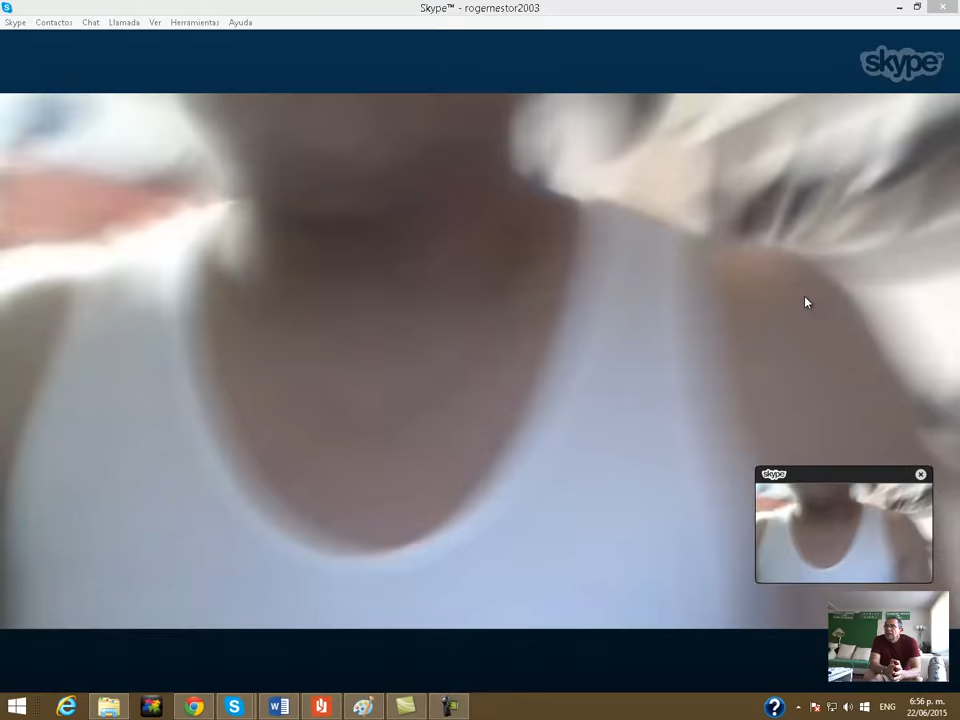 Skype™ - rogernestor2003
Skype Contactos Chat Llamada Ver Herramientas Ayuda
skype
skype
ENG
6:56 p. m.
22/06/2015